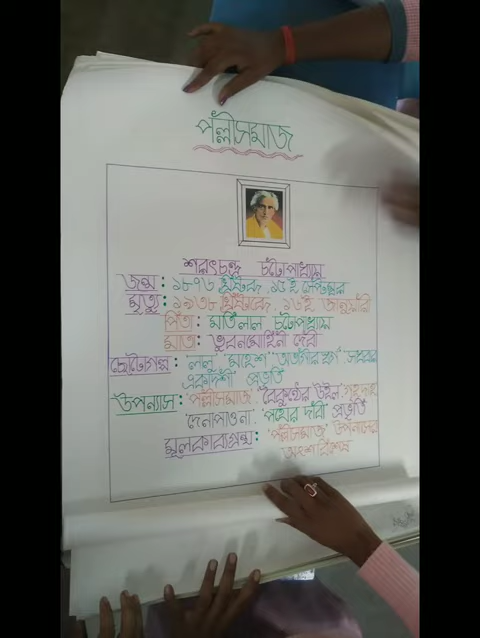 পল্লীসমাজ
শরৎচন্দ্র চট্টোপাধ্যায়
জন্ম : ১৮৭৬ খ্রিষ্টাব্দে, ১৫ই সেপ্টেম্বর
মৃত্যু : ১৯৩৮ খ্রিষ্টাব্দে, ১৬ই জানুয়ারী
পিতা : মতিলাল চট্টোপাধ্যায়
মাতা : ভুবনমোহিনী দেবী
ছোটোগল্প : 'লালু' 'মহেশ' 'অভাগীর স্বর্গ'
একাদশী প্রভৃতি
উপন্যাস : 'পল্লীসমাজ', 'বৈকুণ্ঠের উইল' গৃহদাহ
'দেনাপাওনা', 'পথের দাবী' প্রভৃতি
মূলকাব্যগ্রন্থ : 'পল্লীসমাজ' উপন্যাসের
অংশবিশেষ